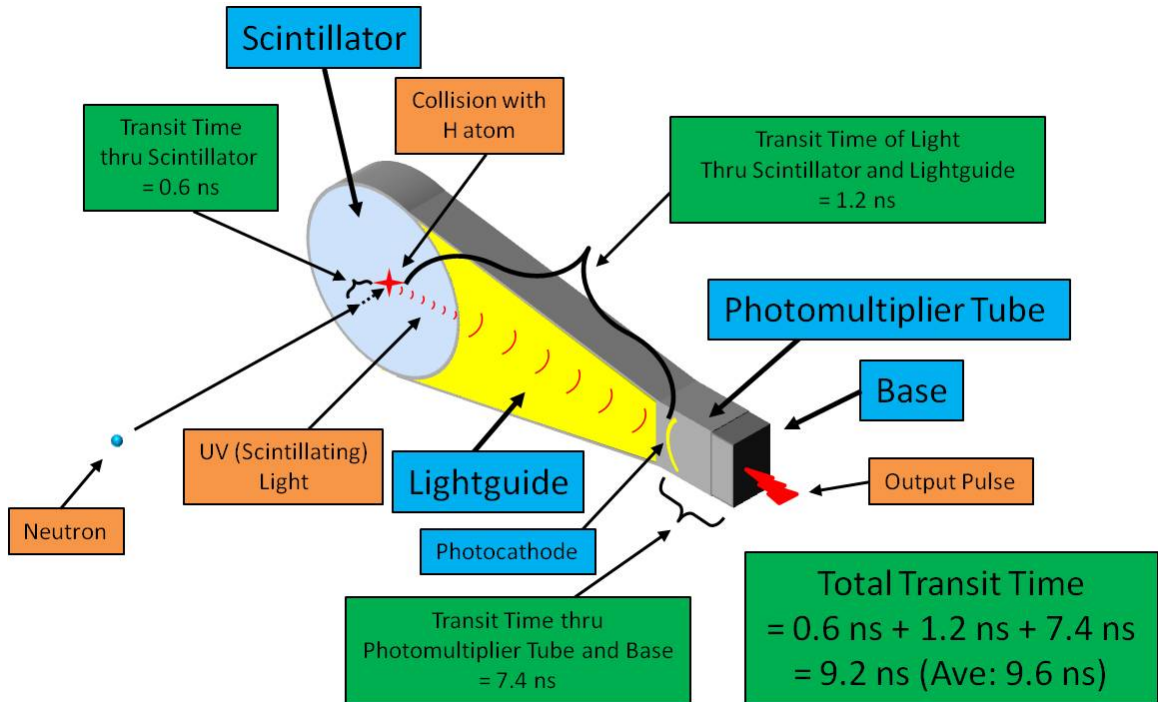 Scintillator
Collision with
H atom
Transit Time
thru Scintillator
= 0.6 ns
Transit Time of Light
Thru Scintillator and Lightguide
= 1.2 ns
Photomultiplier Tube
Base
UV (Scintillating)
Light
Lightguide
Output Pulse
Neutron
Photocathode
Transit Time thru
Photomultiplier Tube and Base
= 7.4 ns
Total Transit Time
= 0.6 ns + 1.2 ns + 7.4 ns
= 9.2 ns (Ave: 9.6 ns)